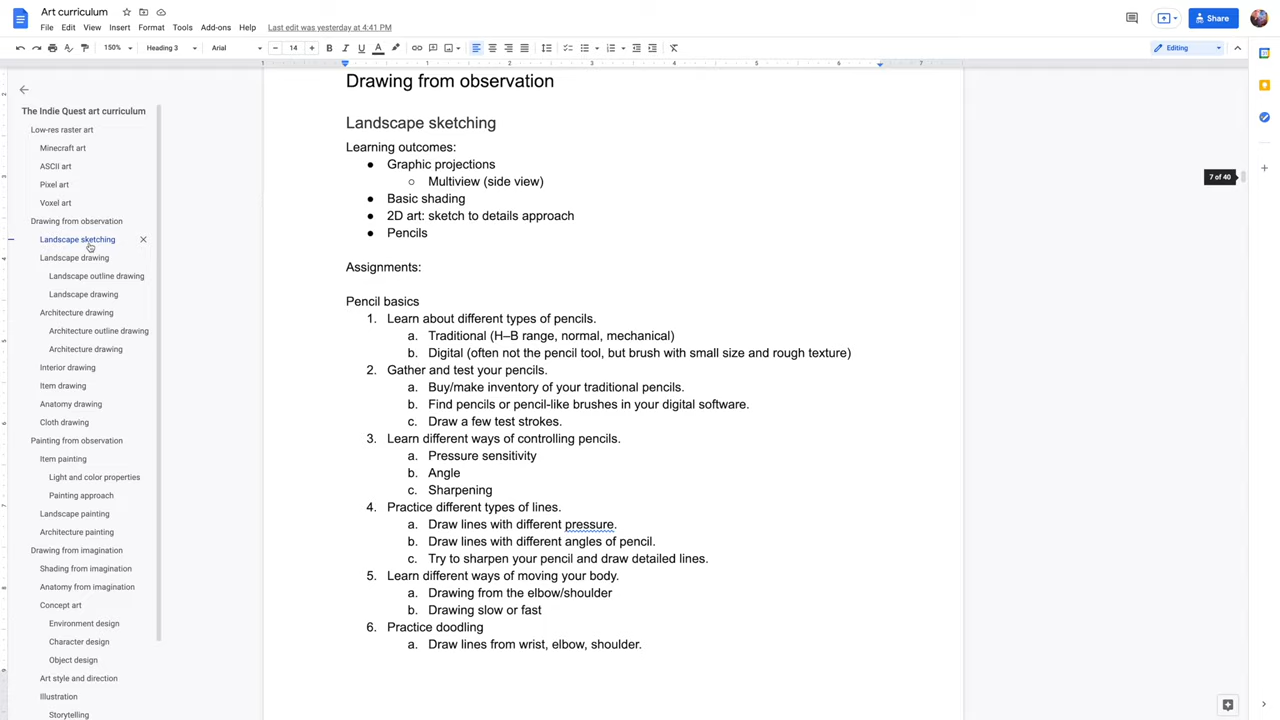 Art curriculum
File Edit View Insert Format Tools Add-ons Help Last edit was yesterday at 4:41 PM
Share
150% Heading 3 Arial 14 Editing
1 1 2 3 4 5 6 7
The Indie Quest art curriculum
Low-res raster art
Minecraft art
ASCII art
Pixel art
Voxel art
Drawing from observation
Landscape sketching
Landscape drawing
Landscape outline drawing
Landscape drawing
Architecture drawing
Architecture outline drawing
Architecture drawing
Interior drawing
Item drawing
Anatomy drawing
Cloth drawing
Painting from observation
Item painting
Light and color properties
Painting approach
Landscape painting
Architecture painting
Drawing from imagination
Shading from imagination
Anatomy from imagination
Concept art
Environment design
Character design
Object design
Art style and direction
Illustration
Storytelling
Drawing from observation
Landscape sketching
Learning outcomes:
● Graphic projections
○ Multiview (side view)
● Basic shading
● 2D art: sketch to details approach
● Pencils
Assignments:
Pencil basics
1. Learn about different types of pencils.
a. Traditional (H–B range, normal, mechanical)
b. Digital (often not the pencil tool, but brush with small size and rough texture)
2. Gather and test your pencils.
a. Buy/make inventory of your traditional pencils.
b. Find pencils or pencil-like brushes in your digital software.
c. Draw a few test strokes.
3. Learn different ways of controlling pencils.
a. Pressure sensitivity
b. Angle
c. Sharpening
4. Practice different types of lines.
a. Draw lines with different pressure.
b. Draw lines with different angles of pencil.
c. Try to sharpen your pencil and draw detailed lines.
5. Learn different ways of moving your body.
a. Drawing from the elbow/shoulder
b. Drawing slow or fast
6. Practice doodling
a. Draw lines from wrist, elbow, shoulder.
7 of 40